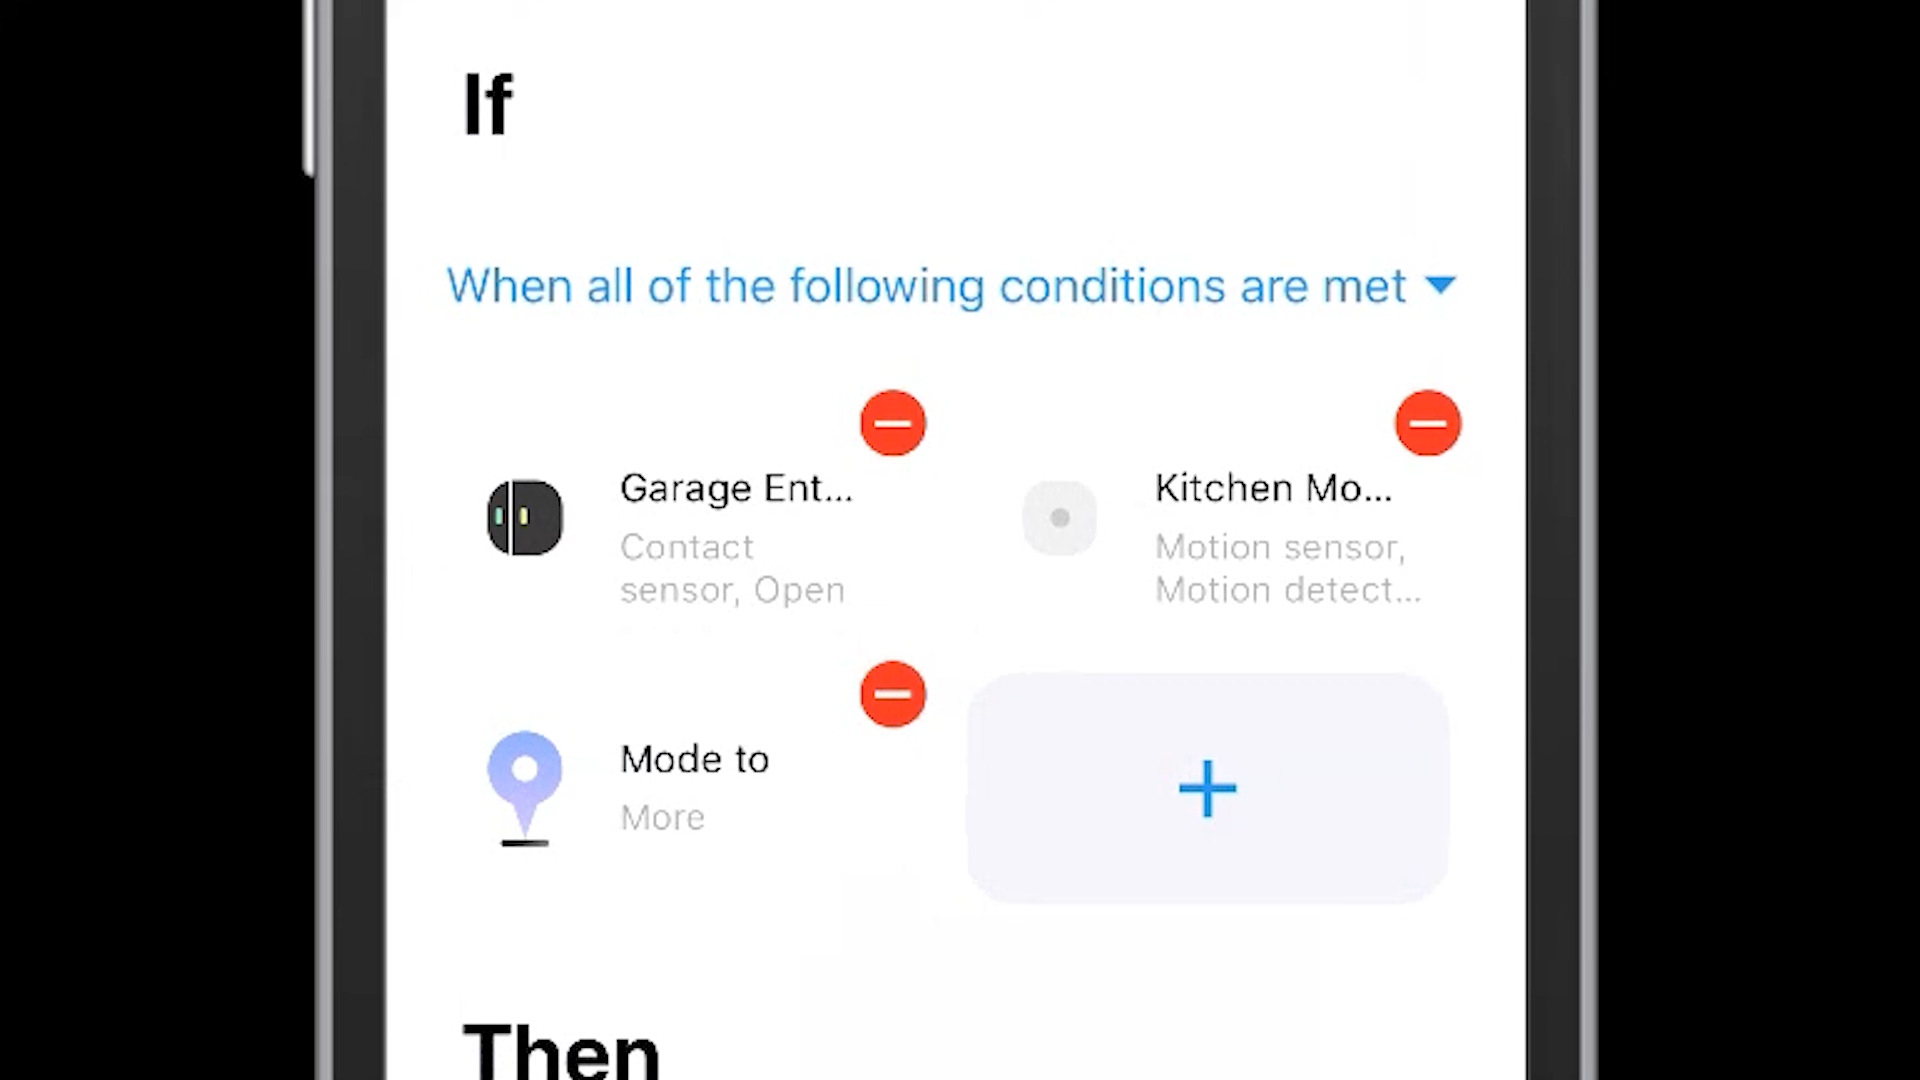 If
When all of the following conditions are met
Garage Ent...
Contact
sensor, Open
Kitchen Mo...
Motion sensor,
Motion detect...
Mode to
More
Then